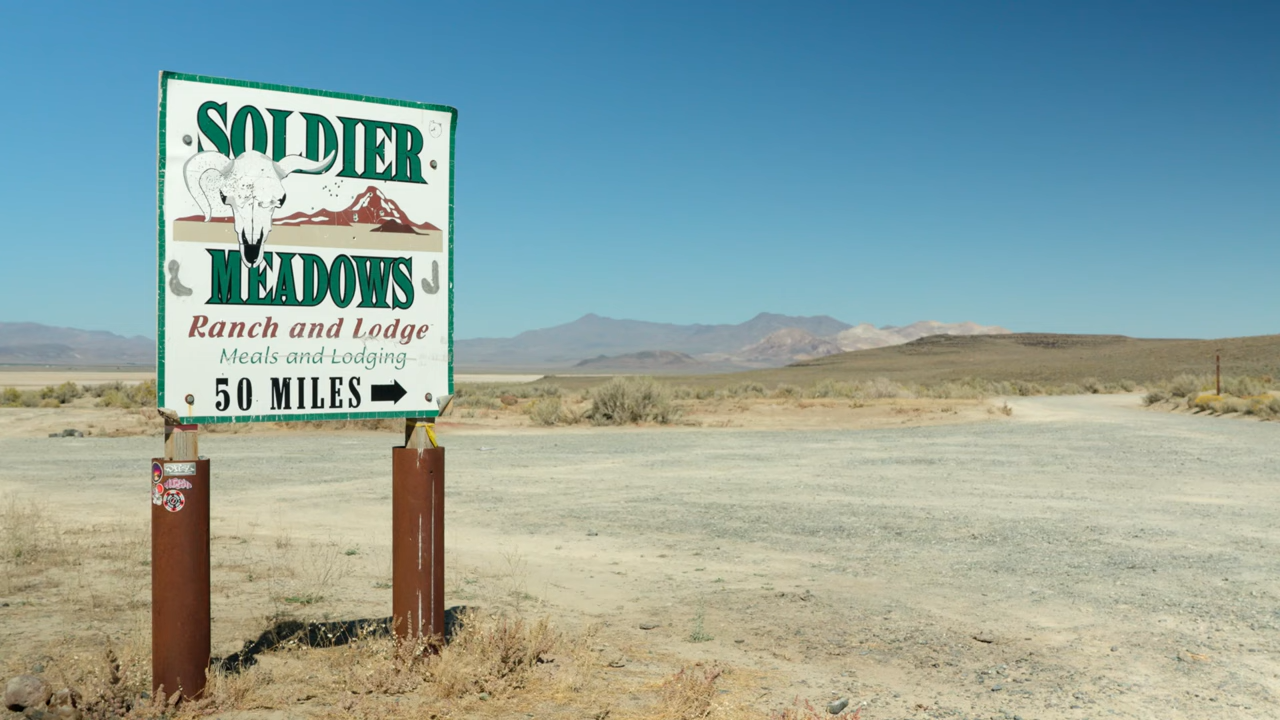 SOLDIER
MEADOWS
Ranch and Lodge
Meals and Lodging
50 MILES